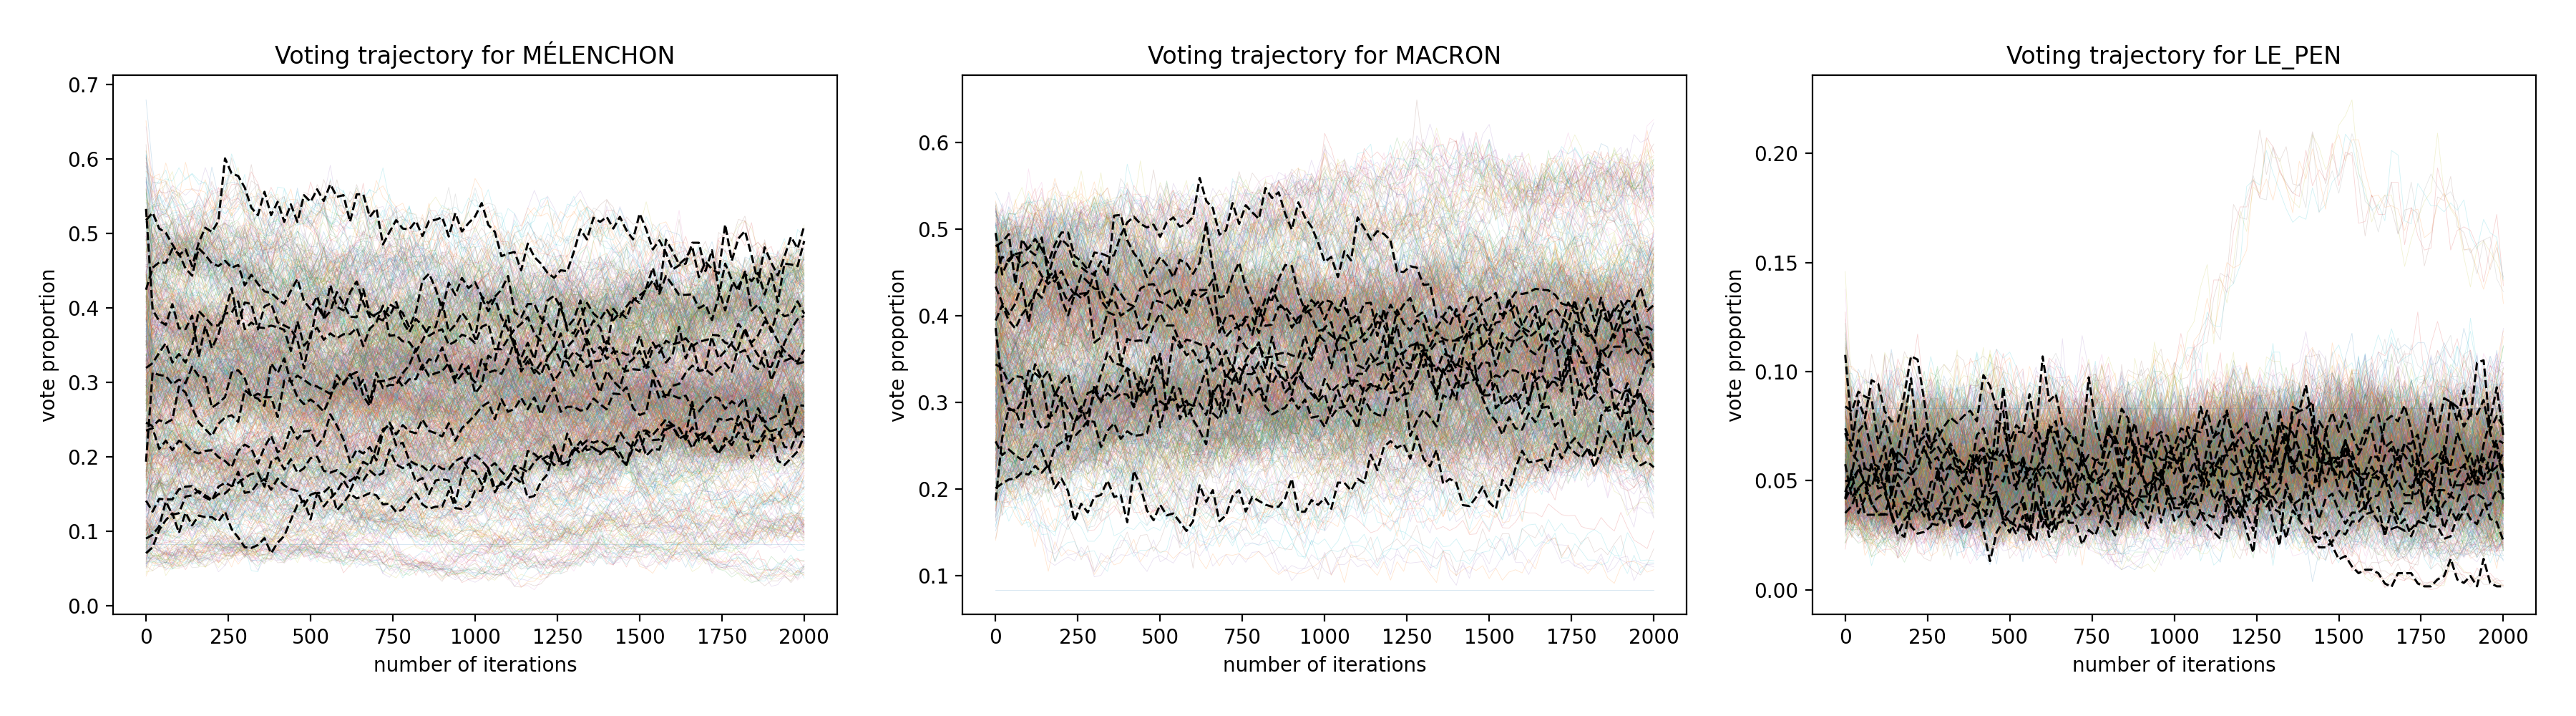 Voting trajectory for MÉLENCHON
vote proportion
0.7
0.6
0.5
0.4
0.3
0.2
0.1
0.0
0 250 500 750 1000 1250 1500 1750 2000
number of iterations
Voting trajectory for MACRON
vote proportion
0.6
0.5
0.4
0.3
0.2
0.1
0 250 500 750 1000 1250 1500 1750 2000
number of iterations
Voting trajectory for LE_PEN
vote proportion
0.20
0.15
0.10
0.05
0.00
0 250 500 750 1000 1250 1500 1750 2000
number of iterations